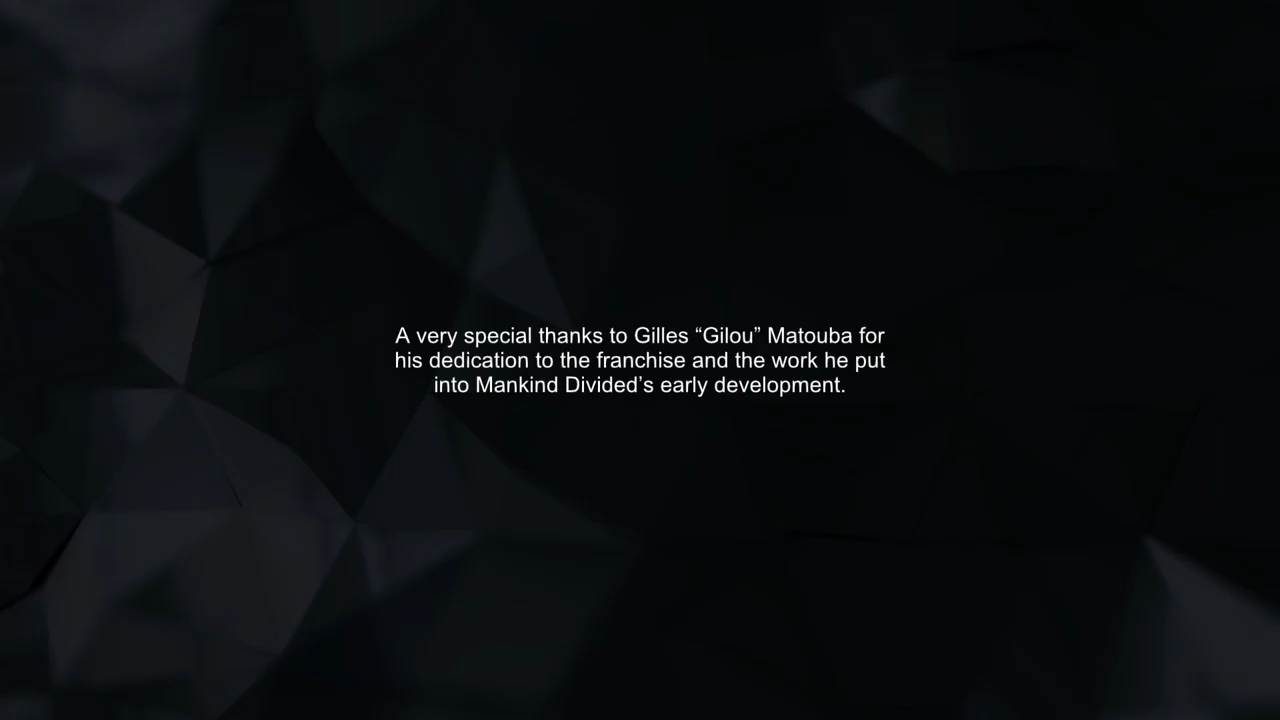 A very special thanks to Gilles “Gilou” Matouba for
his dedication to the franchise and the work he put
into Mankind Divided’s early development.